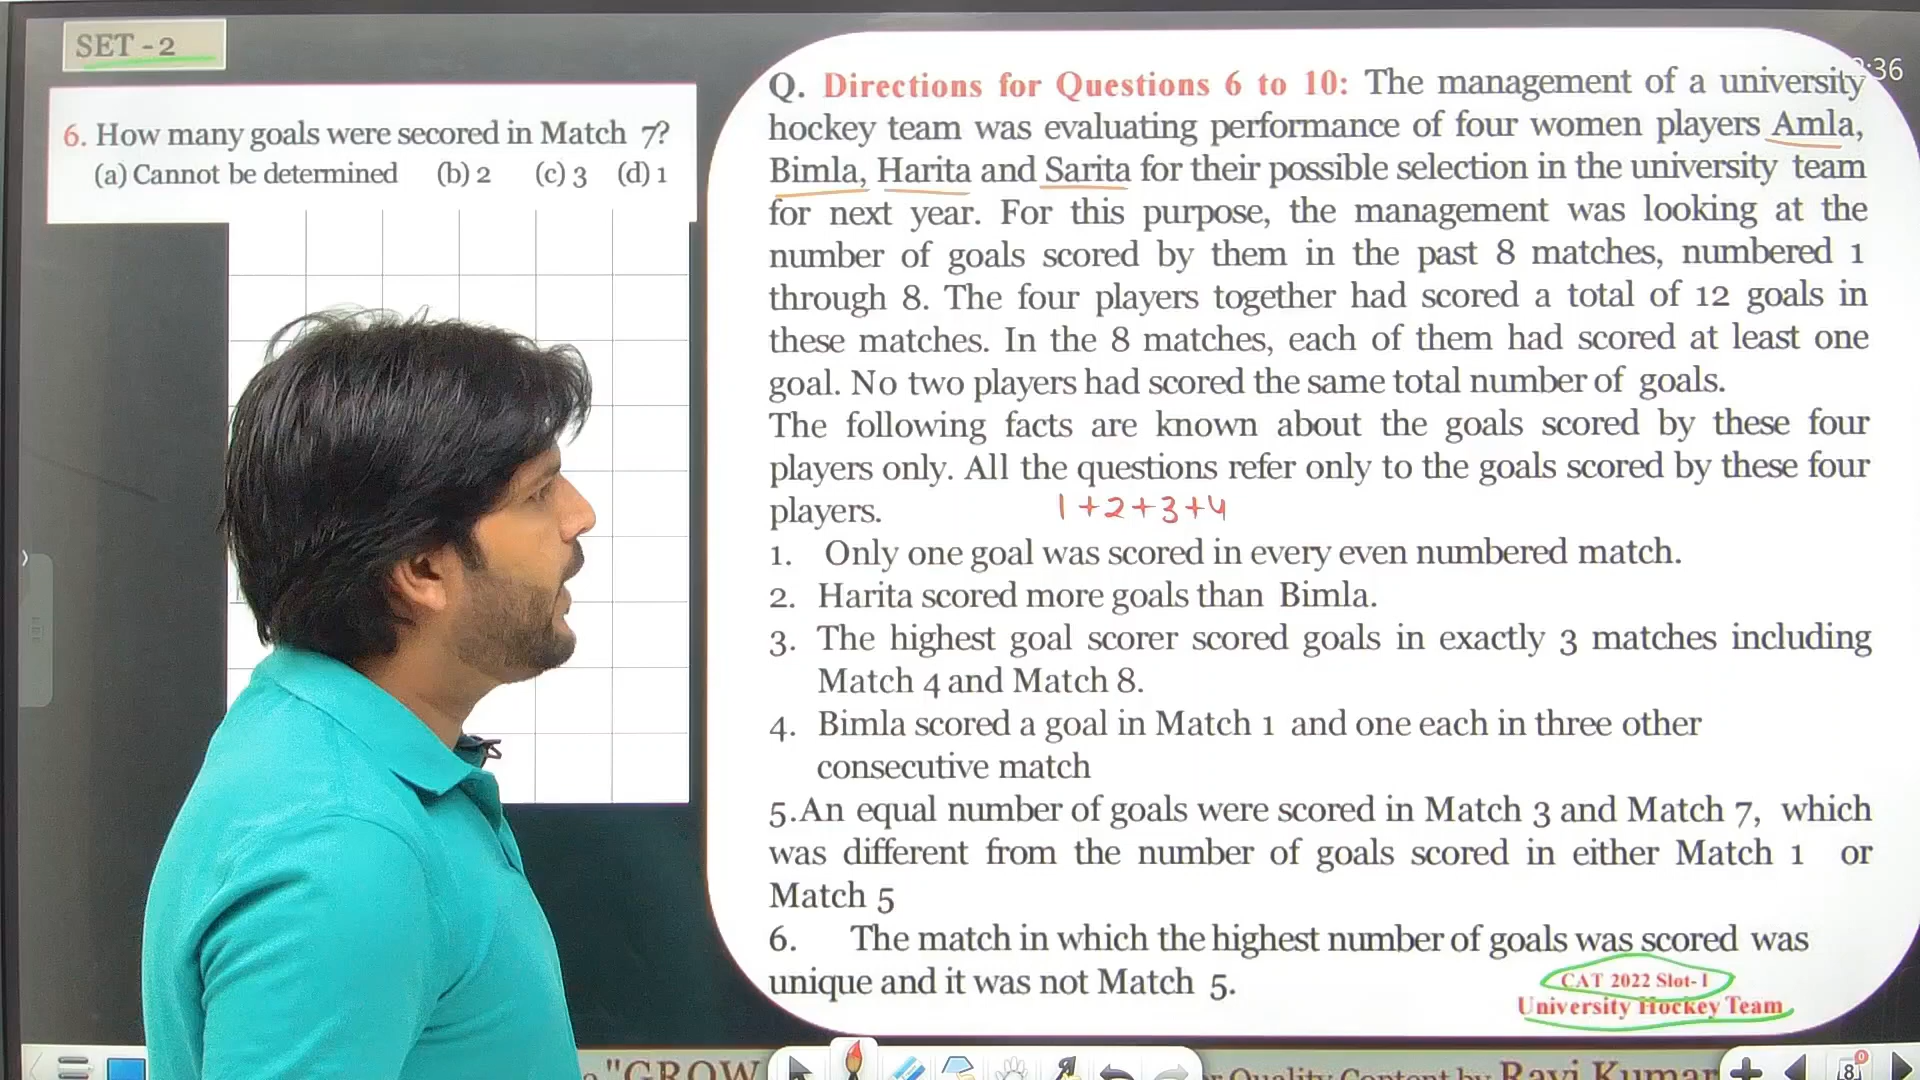 SET - 2
6. How many goals were secored in Match 7?
(a) Cannot be determined (b) 2 (c) 3 (d) 1
:36
Q. Directions for Questions 6 to 10: The management of a university
hockey team was evaluating performance of four women players Amla,
Bimla, Harita and Sarita for their possible selection in the university team
for next year. For this purpose, the management was looking at the
number of goals scored by them in the past 8 matches, numbered 1
through 8. The four players together had scored a total of 12 goals in
these matches. In the 8 matches, each of them had scored at least one
goal. No two players had scored the same total number of goals.
The following facts are known about the goals scored by these four
players only. All the questions refer only to the goals scored by these four
players.
1 + 2 + 3 + 4
1. Only one goal was scored in every even numbered match.
2. Harita scored more goals than Bimla.
3. The highest goal scorer scored goals in exactly 3 matches including
Match 4 and Match 8.
4. Bimla scored a goal in Match 1 and one each in three other
consecutive match
5.An equal number of goals were scored in Match 3 and Match 7, which
was different from the number of goals scored in either Match 1 or
Match 5
6. The match in which the highest number of goals was scored was
unique and it was not Match 5.
CAT 2022 Slot- I
University Hockey Team
"GROW
Quality Content by Ravi Kumar
8